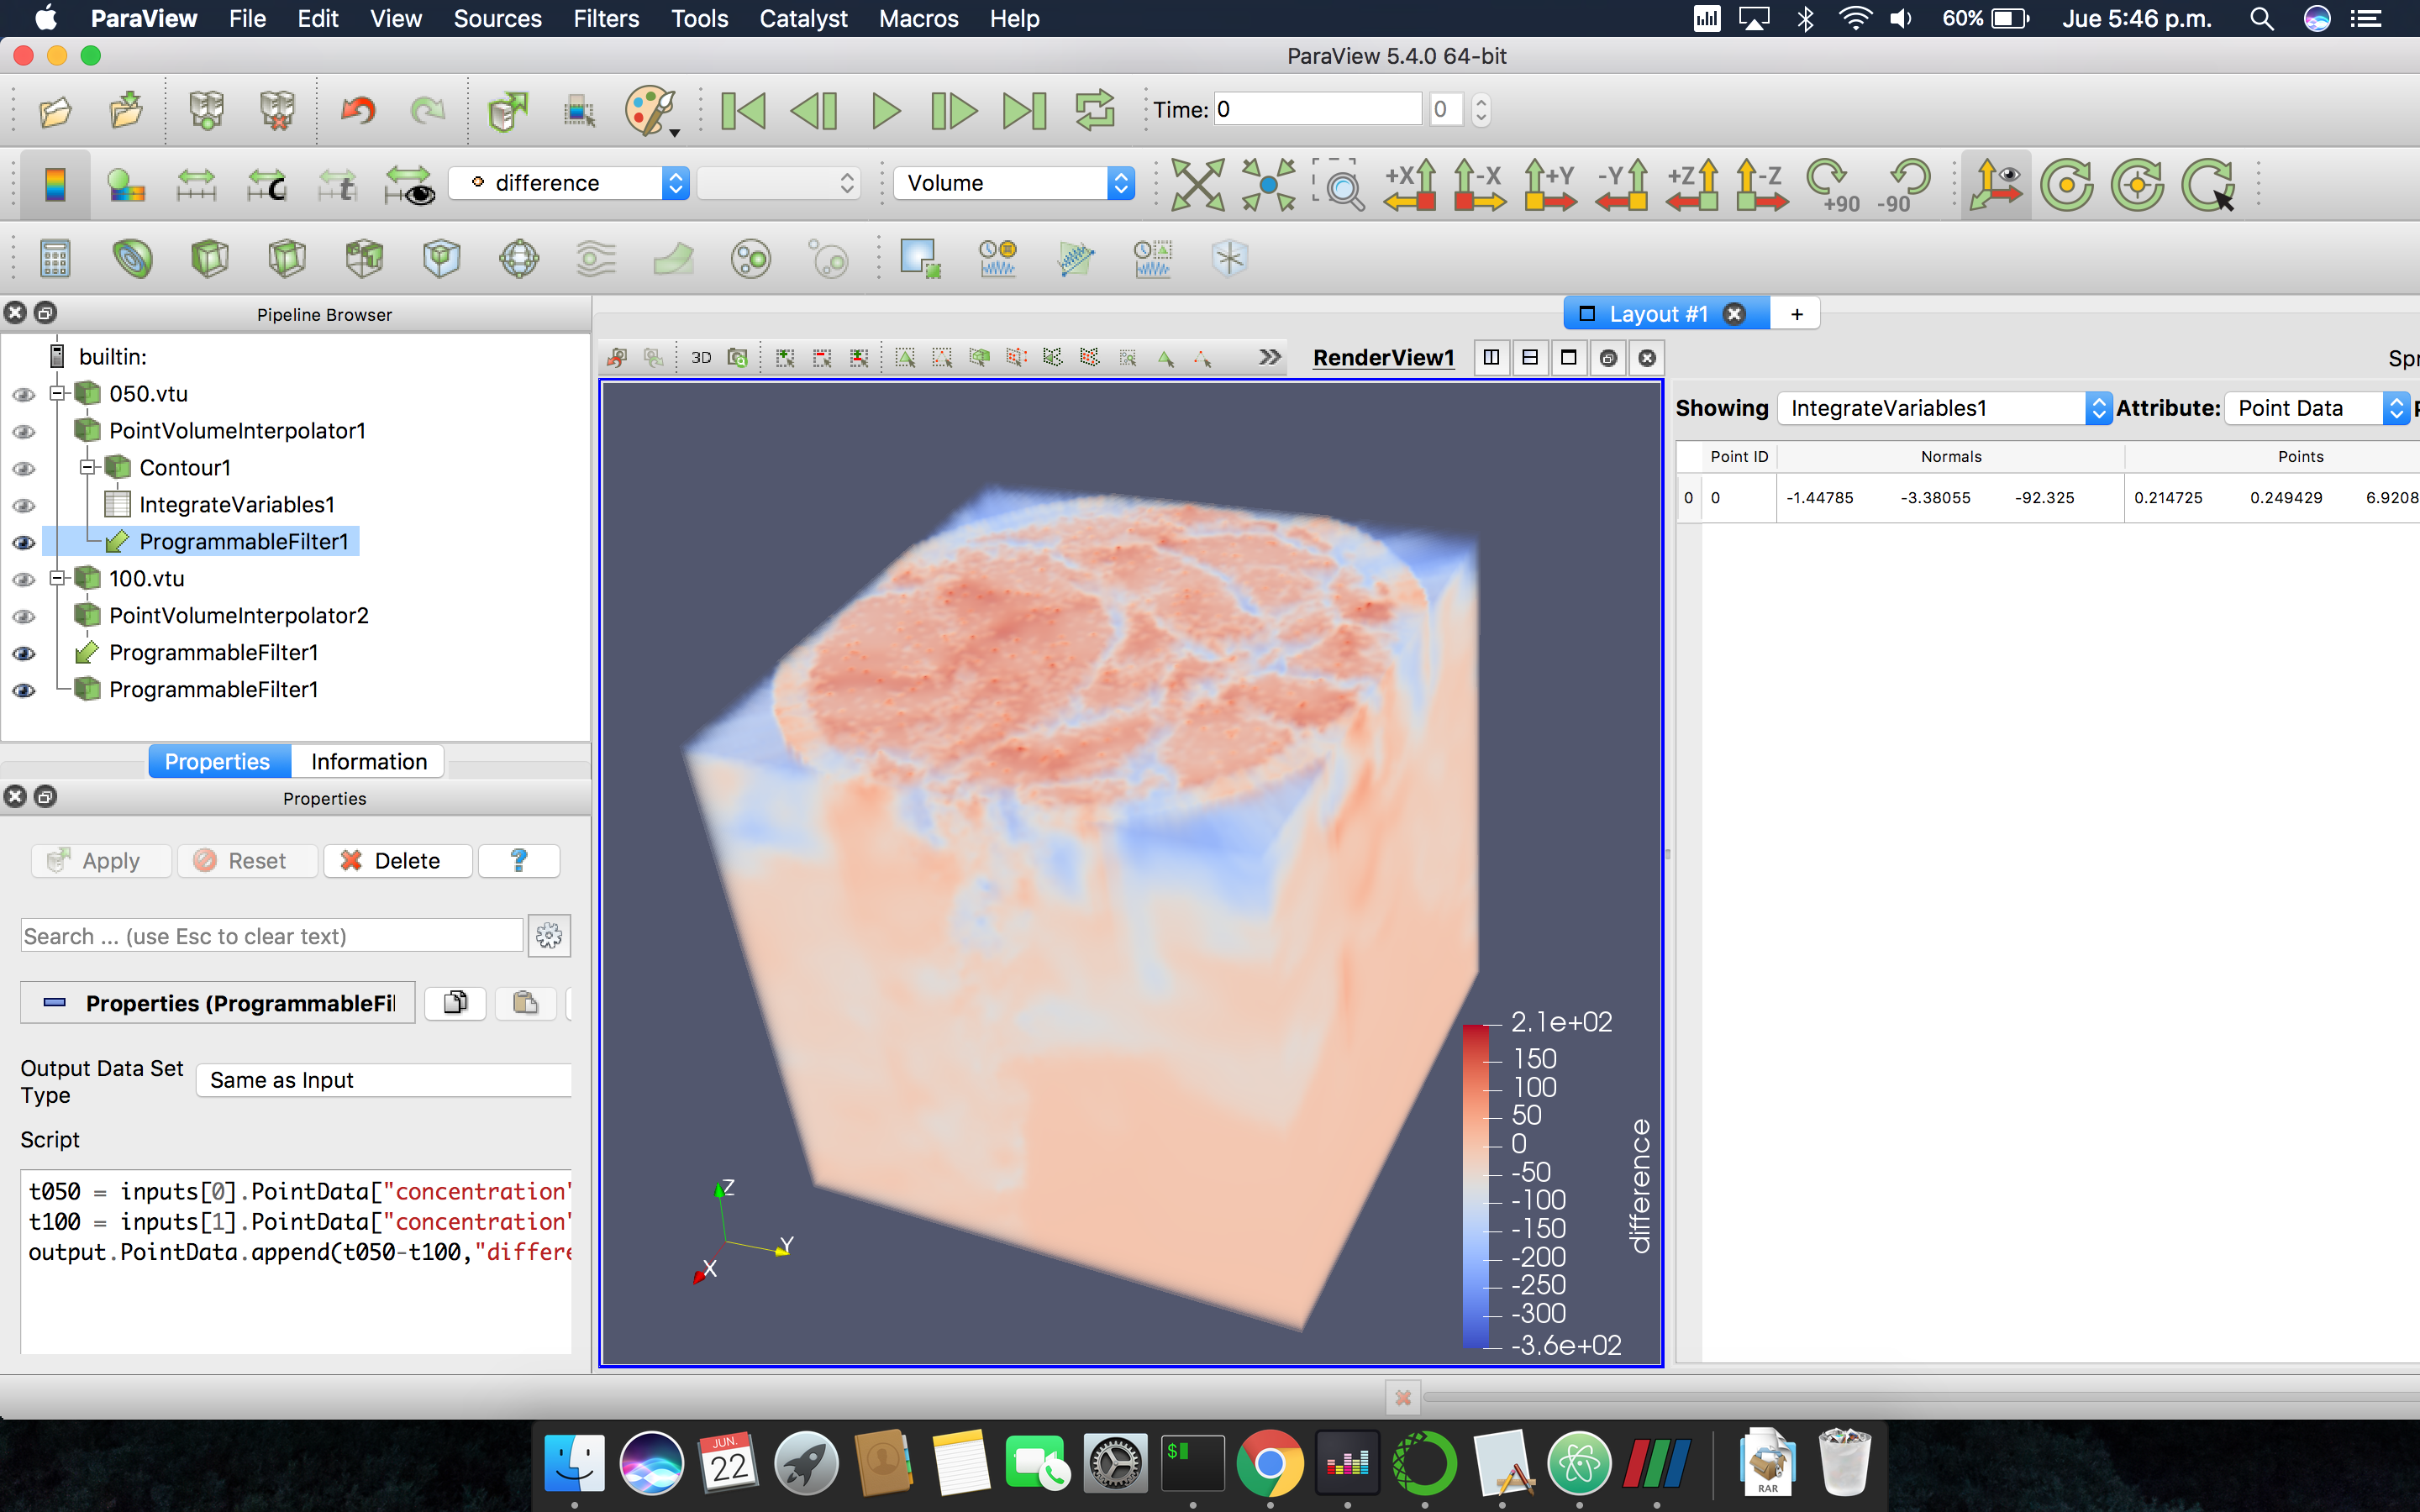 ParaView File Edit View Sources Filters Tools Catalyst Macros Help 60% Jue 5:46 p.m.
ParaView 5.4.0 64-bit
Time: 0 0
C t difference Volume +X -X +Y -Y +Z -Z +90 -90
Pipeline Browser
builtin:
050.vtu
PointVolumeInterpolator1
Contour1
IntegrateVariables1
ProgrammableFilter1
100.vtu
PointVolumeInterpolator2
ProgrammableFilter1
ProgrammableFilter1
Properties Information
Properties
Apply Reset Delete ?
Search ... (use Esc to clear text)
Properties (ProgrammableFil
Output Data Set Type
Same as Input
Script
t050 = inputs[0].PointData["concentration"
t100 = inputs[1].PointData["concentration"
output.PointData.append(t050-t100,"differe
Layout #1 +
3D RenderView1
Z
Y
X
2.1e+02
150
100
50
0
-50
-100
-150
-200
-250
-300
-3.6e+02
difference
Spr
Showing IntegrateVariables1 Attribute: Point Data
Point ID Normals Points
0 0 -1.44785 -3.38055 -92.325 0.214725 0.249429 6.9208
JUN.
22
$
RAR